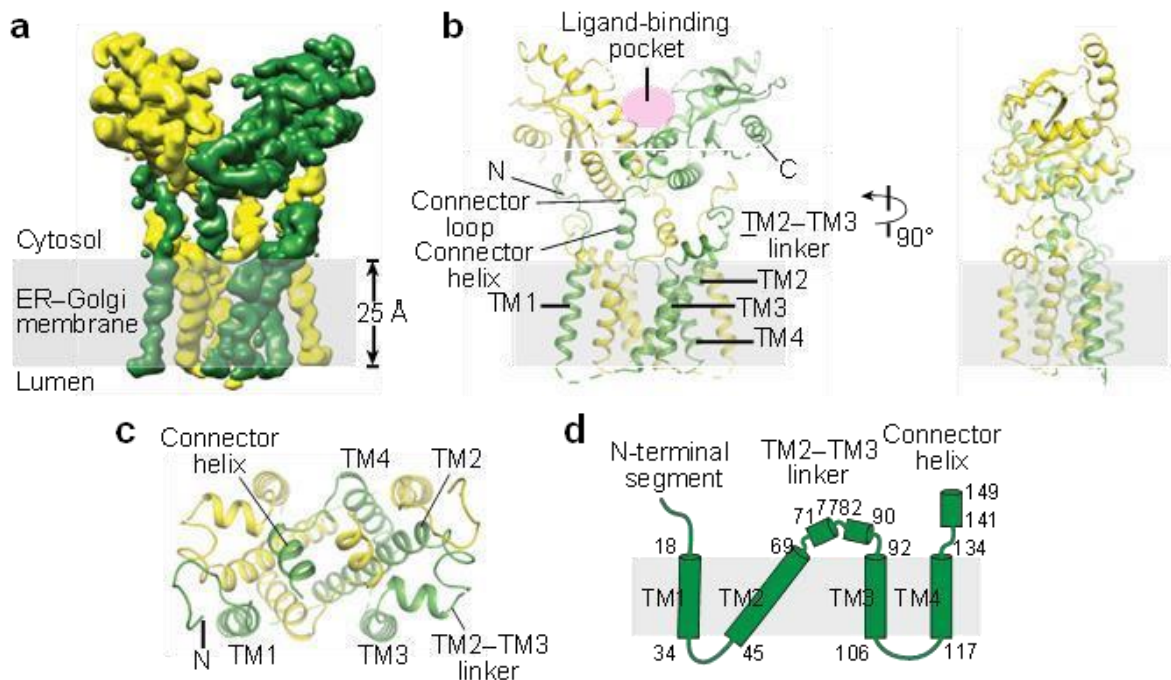 a
Cytosol
ER–Golgi
membrane
25 Å
Lumen
b
Ligand-binding
pocket
N
Connector
loop
Connector
helix
C
TM2–TM3
linker
TM1
TM2
TM3
TM4
90°
c
Connector
helix
TM4
TM2
N
TM1
TM3
TM2–TM3
linker
d
N-terminal
segment
TM2–TM3
linker
Connector
helix
149
141
71
77
82
90
18
69
92
134
TM1
TM2
TM3
TM4
34
45
106
117